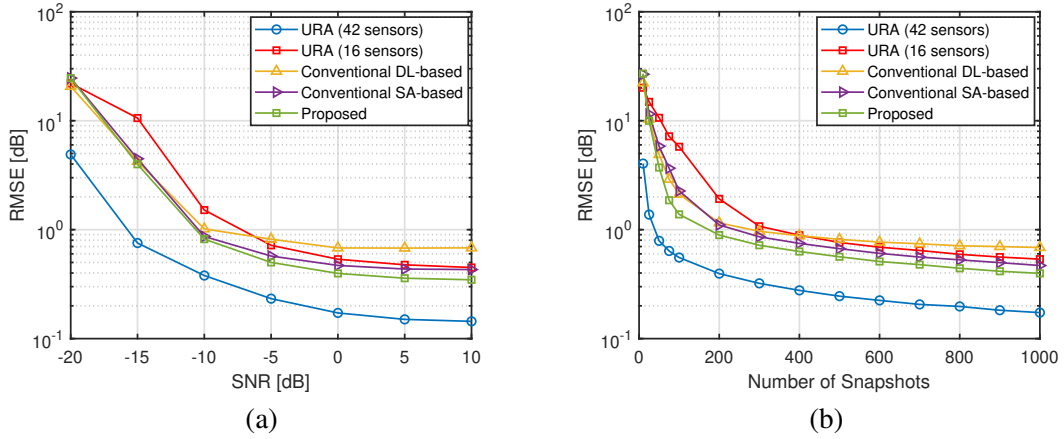 URA (42 sensors)
URA (16 sensors)
Conventional DL-based
Conventional SA-based
Proposed
RMSE [dB]
10^2
10^1
10^0
10^-1
-20 -15 -10 -5 0 5 10
SNR [dB]
(a)
URA (42 sensors)
URA (16 sensors)
Conventional DL-based
Conventional SA-based
Proposed
RMSE [dB]
10^2
10^1
10^0
10^-1
0 200 400 600 800 1000
Number of Snapshots
(b)